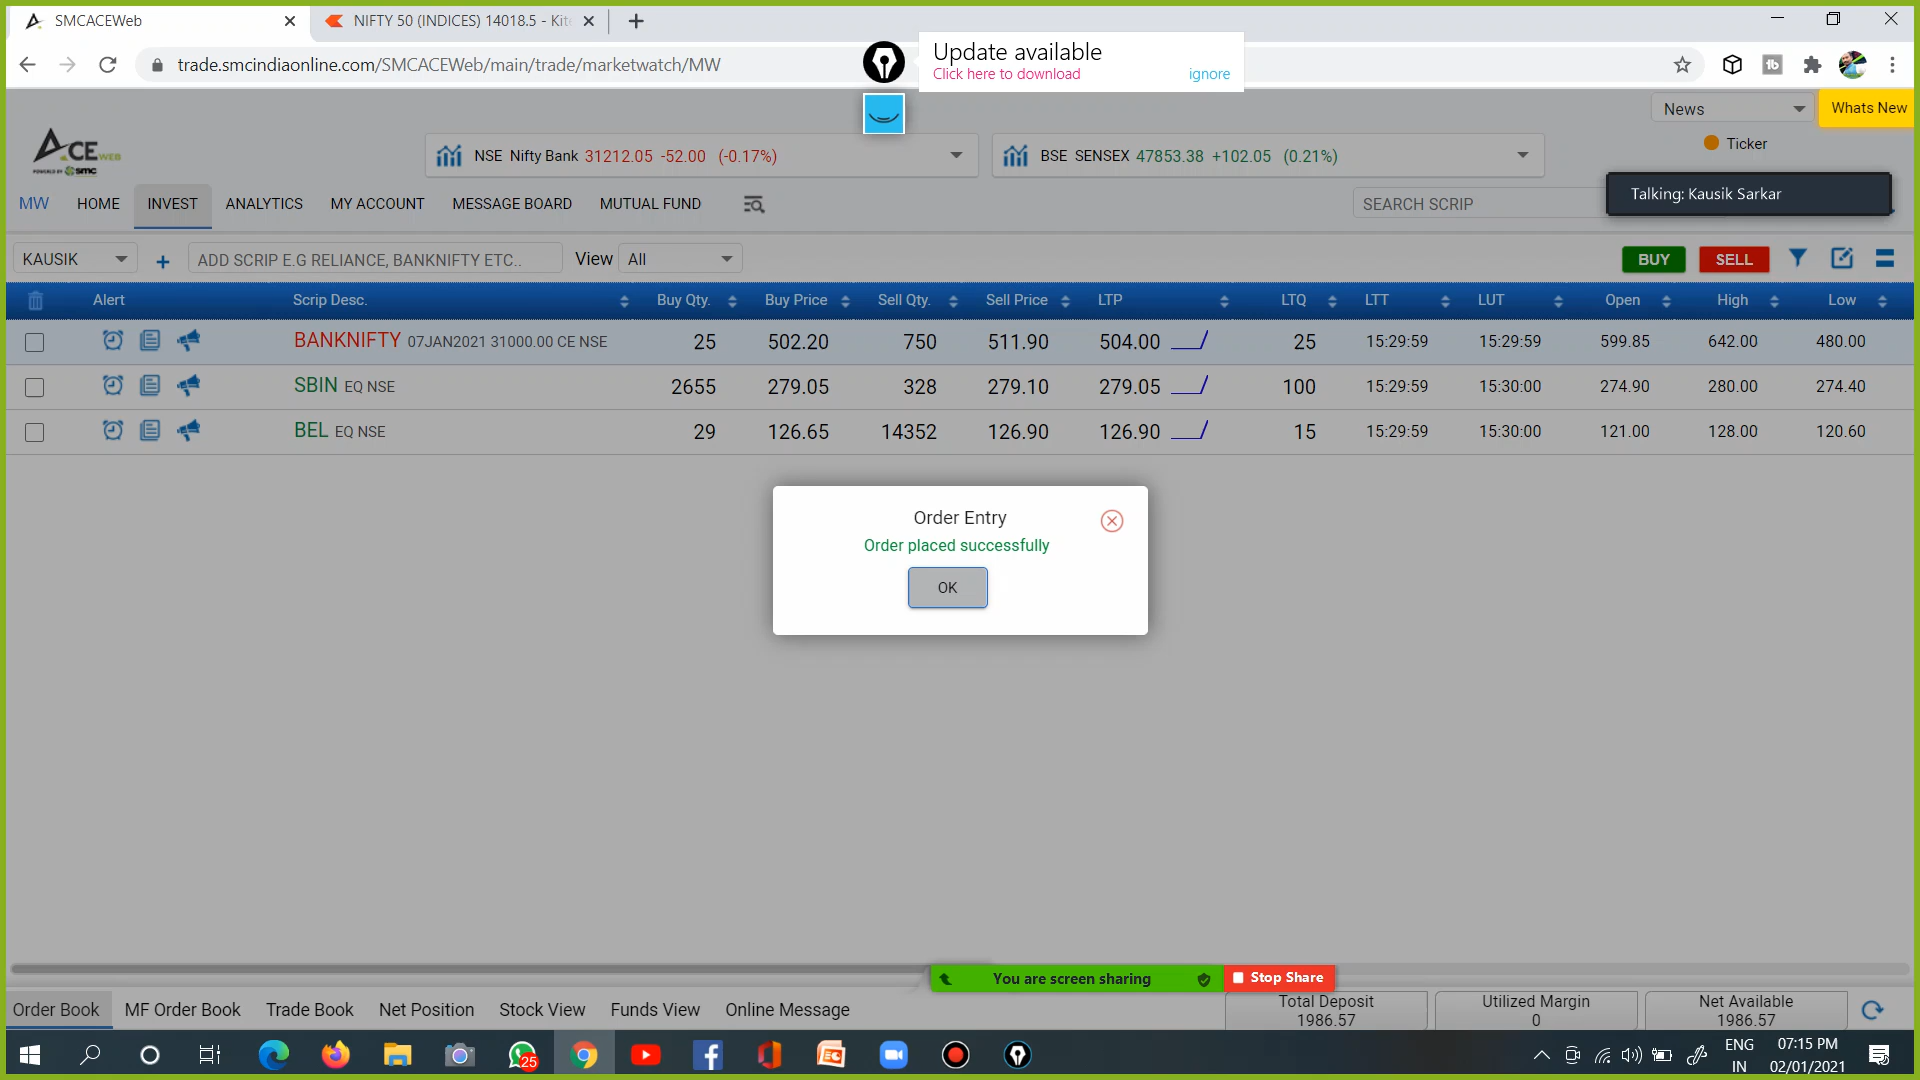 SMCACEWeb
NIFTY 50 (INDICES) 14018.5 - Kit
trade.smcindiaonline.com/SMCACEWeb/main/trade/marketwatch/MW
Update available
Click here to download ignore
News
Whats New
ACE WEB
POWERED BY smc
NSE Nifty Bank 31212.05 -52.00 (-0.17%)
BSE SENSEX 47853.38 +102.05 (0.21%)
Ticker
Talking: Kausik Sarkar
MW HOME INVEST ANALYTICS MY ACCOUNT MESSAGE BOARD MUTUAL FUND
SEARCH SCRIP
KAUSIK + ADD SCRIP E.G RELIANCE, BANKNIFTY ETC.. View All
BUY SELL
Alert Scrip Desc. Buy Qty. Buy Price Sell Qty. Sell Price LTP LTQ LTT LUT Open High Low
BANKNIFTY 07JAN2021 31000.00 CE NSE 25 502.20 750 511.90 504.00 25 15:29:59 15:29:59 599.85 642.00 480.00
SBIN EQ NSE 2655 279.05 328 279.10 279.05 100 15:29:59 15:30:00 274.90 280.00 274.40
BEL EQ NSE 29 126.65 14352 126.90 126.90 15 15:29:59 15:30:00 121.00 128.00 120.60
Order Entry
Order placed successfully
OK
You are screen sharing
Stop Share
Order Book MF Order Book Trade Book Net Position Stock View Funds View Online Message
Total Deposit
1986.57
Utilized Margin
0
Net Available
1986.57
25
ENG
IN
07:15 PM
02/01/2021